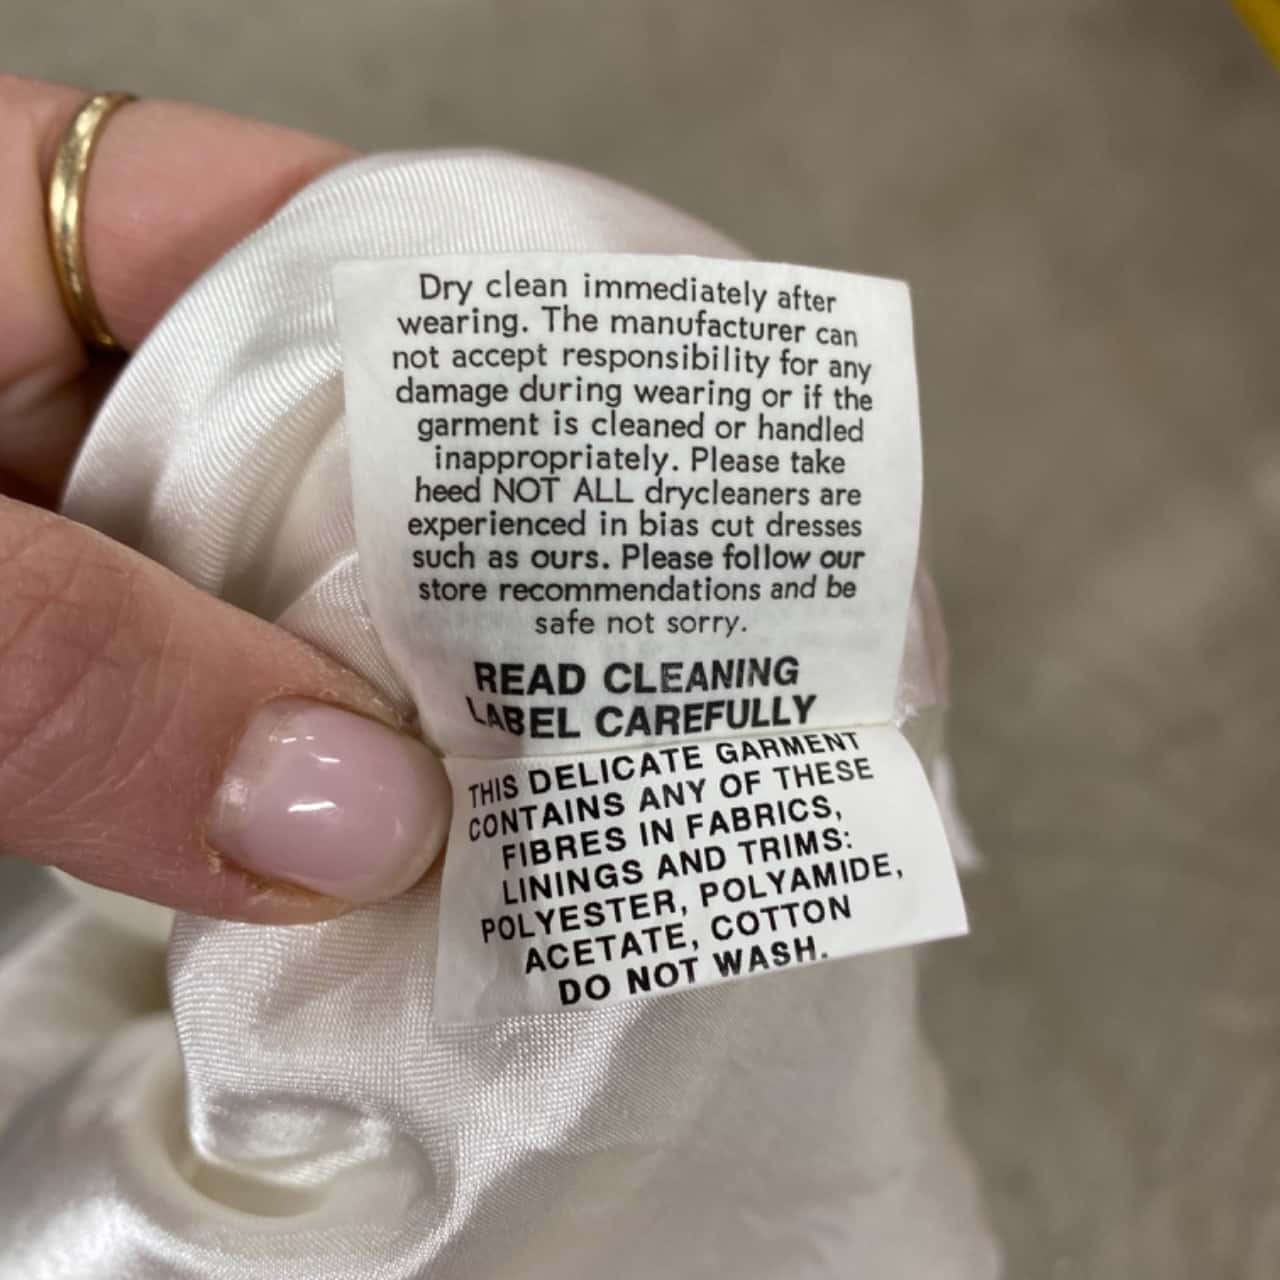 Dry clean immediately after
wearing. The manufacturer can
not accept responsibility for any
damage during wearing or if the
garment is cleaned or handled
inappropriately. Please take
heed NOT ALL drycleaners are
experienced in bias cut dresses
such as ours. Please follow our
store recommendations and be
safe not sorry.
READ CLEANING
LABEL CAREFULLY
THIS DELICATE GARMENT
CONTAINS ANY OF THESE
FIBRES IN FABRICS,
LININGS AND TRIMS:
POLYESTER, POLYAMIDE,
ACETATE, COTTON
DO NOT WASH.